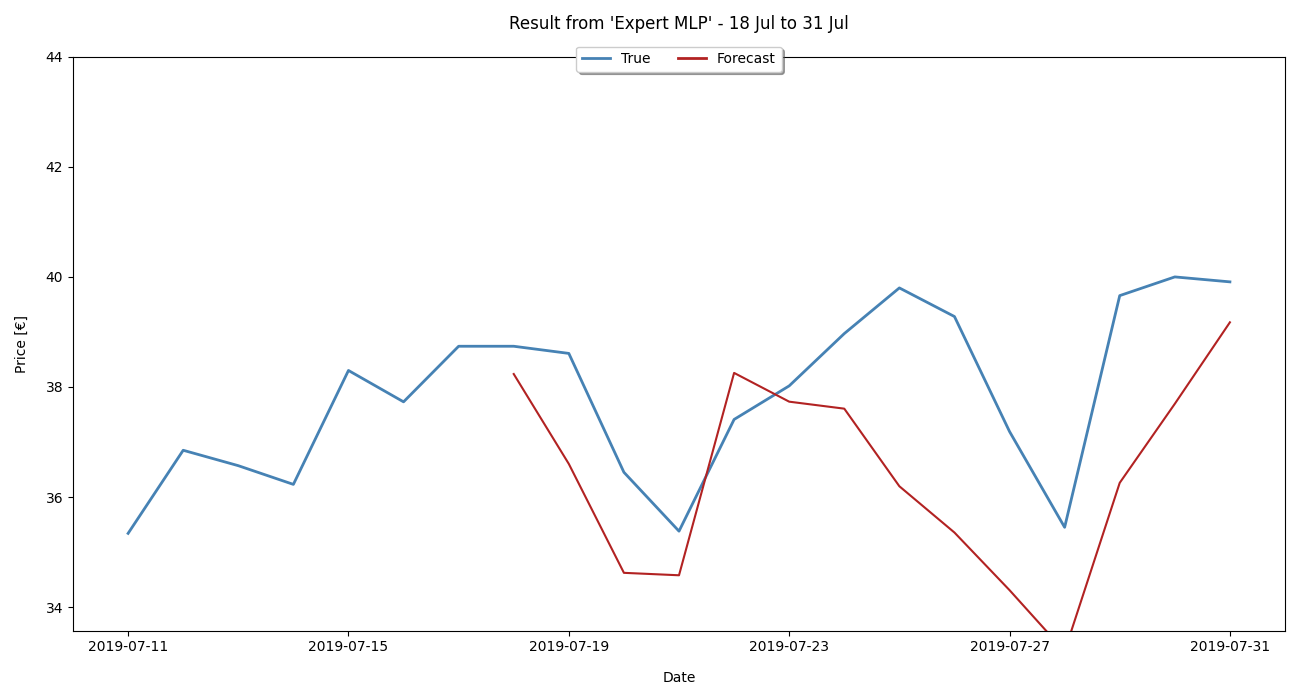 Result from 'Expert MLP' - 18 Jul to 31 Jul
True Forecast
44
42
40
38
36
34
Price [€]
2019-07-11 2019-07-15 2019-07-19 2019-07-23 2019-07-27 2019-07-31
Date